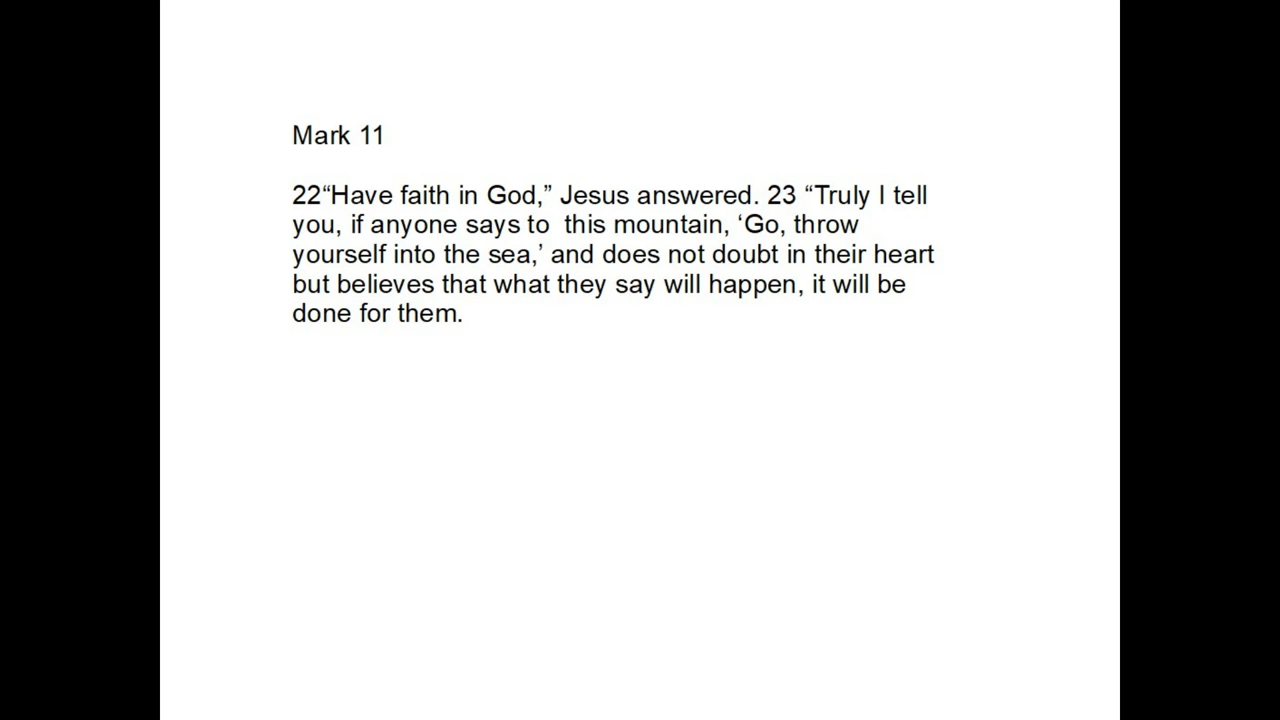 Mark 11
22“Have faith in God,” Jesus answered. 23 “Truly I tell
you, if anyone says to  this mountain, ‘Go, throw
yourself into the sea,’ and does not doubt in their heart
but believes that what they say will happen, it will be
done for them.